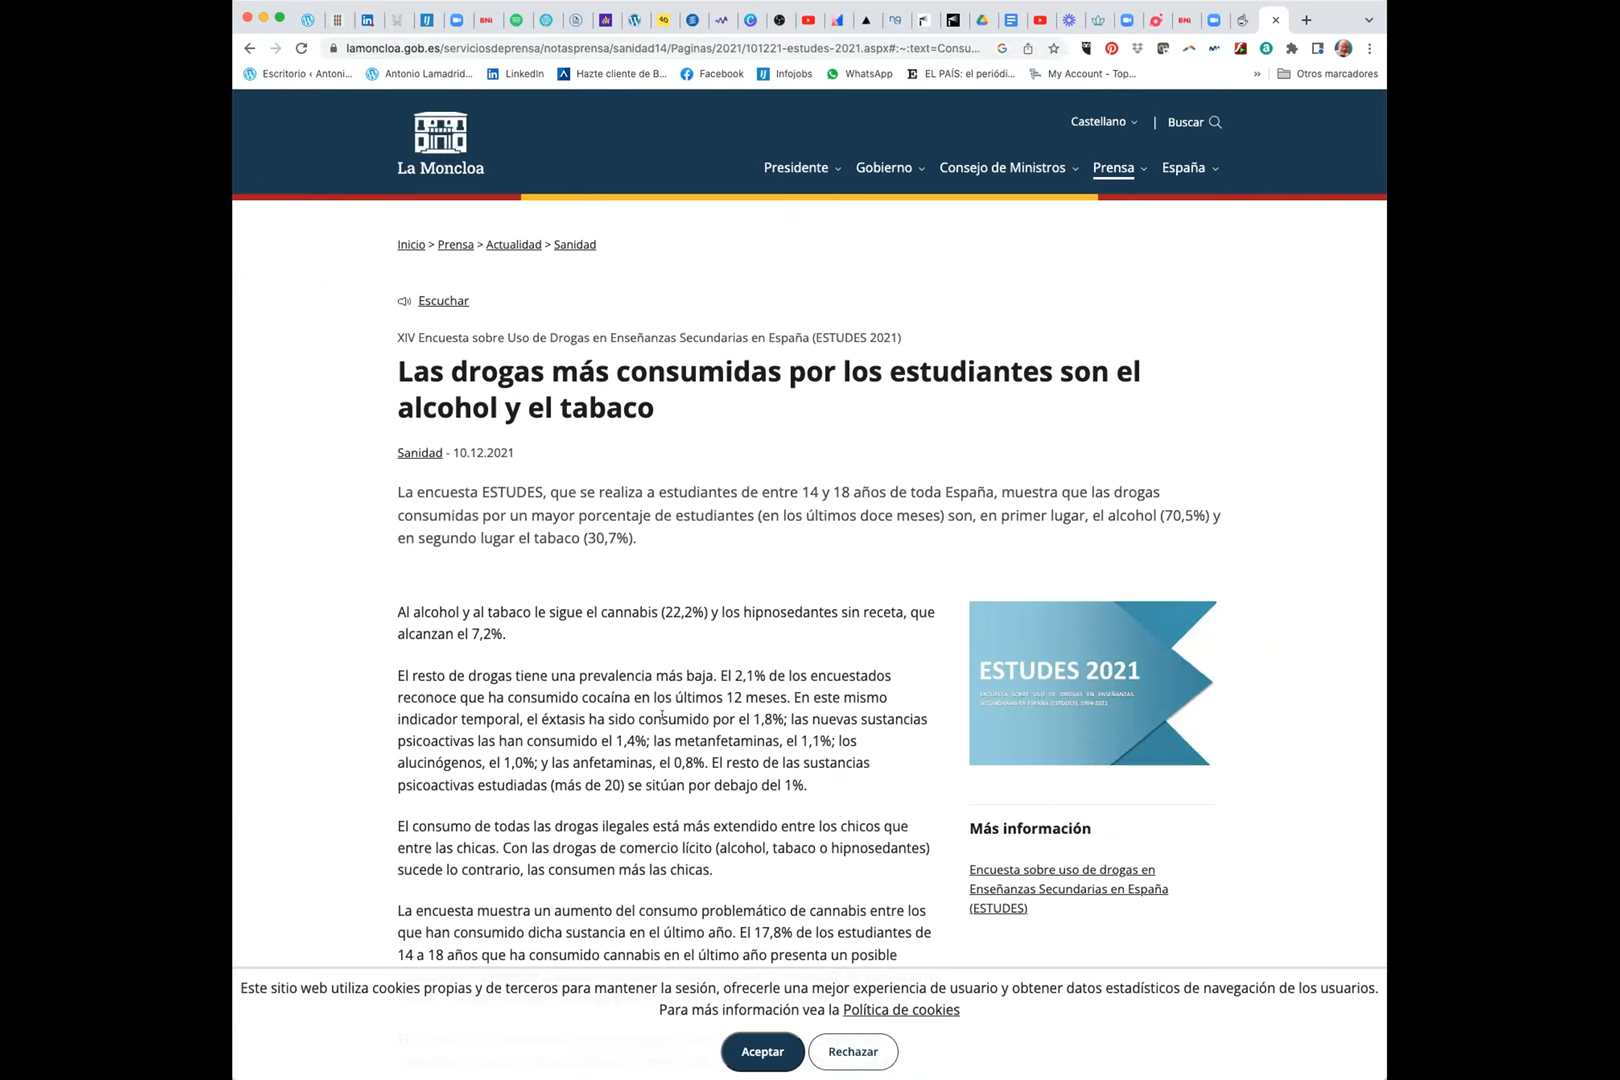 lamoncloa.gob.es/serviciosdeprensa/notasprensa/sanidad14/Paginas/2021/101221-estudes-2021.aspx#:~:text=Consu...
Escritorio ‹ Antoni...
Antonio Lamadrid...
LinkedIn
Hazte cliente de B...
Facebook
Infojobs
WhatsApp
EL PAÍS: el periódi...
My Account - Top...
»
Otros marcadores
La Moncloa
Castellano
| Buscar
Presidente
Gobierno
Consejo de Ministros
Prensa
España
Inicio > Prensa > Actualidad > Sanidad
Escuchar
XIV Encuesta sobre Uso de Drogas en Enseñanzas Secundarias en España (ESTUDES 2021)
Las drogas más consumidas por los estudiantes son el
alcohol y el tabaco
Sanidad - 10.12.2021
La encuesta ESTUDES, que se realiza a estudiantes de entre 14 y 18 años de toda España, muestra que las drogas
consumidas por un mayor porcentaje de estudiantes (en los últimos doce meses) son, en primer lugar, el alcohol (70,5%) y
en segundo lugar el tabaco (30,7%).
Al alcohol y al tabaco le sigue el cannabis (22,2%) y los hipnosedantes sin receta, que
alcanzan el 7,2%.
El resto de drogas tiene una prevalencia más baja. El 2,1% de los encuestados
reconoce que ha consumido cocaína en los últimos 12 meses. En este mismo
indicador temporal, el éxtasis ha sido consumido por el 1,8%; las nuevas sustancias
psicoactivas las han consumido el 1,4%; las metanfetaminas, el 1,1%; los
alucinógenos, el 1,0%; y las anfetaminas, el 0,8%. El resto de las sustancias
psicoactivas estudiadas (más de 20) se sitúan por debajo del 1%.
El consumo de todas las drogas ilegales está más extendido entre los chicos que
entre las chicas. Con las drogas de comercio lícito (alcohol, tabaco o hipnosedantes)
sucede lo contrario, las consumen más las chicas.
La encuesta muestra un aumento del consumo problemático de cannabis entre los
que han consumido dicha sustancia en el último año. El 17,8% de los estudiantes de
14 a 18 años que ha consumido cannabis en el último año presenta un posible
ESTUDES 2021
ENCUESTA SOBRE USO DE DROGAS EN ENSEÑANZAS
SECUNDARIAS EN ESPAÑA (ESTUDES), 1994-2021
Más información
Encuesta sobre uso de drogas en
Enseñanzas Secundarias en España
(ESTUDES)
Este sitio web utiliza cookies propias y de terceros para mantener la sesión, ofrecerle una mejor experiencia de usuario y obtener datos estadísticos de navegación de los usuarios.
Para más información vea la Política de cookies
Aceptar
Rechazar